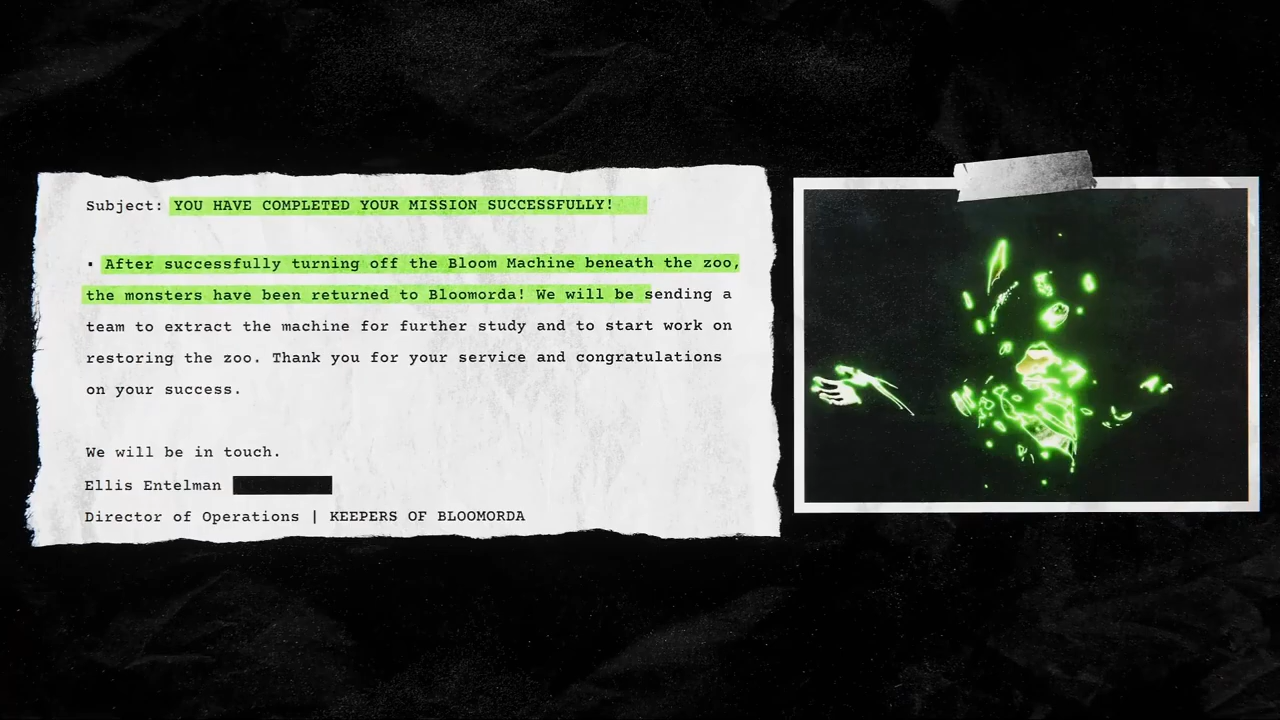 Subject: YOU HAVE COMPLETED YOUR MISSION SUCCESSFULLY!
▪ After successfully turning off the Bloom Machine beneath the zoo,
the monsters have been returned to Bloomorda! We will be sending a
team to extract the machine for further study and to start work on
restoring the zoo. Thank you for your service and congratulations
on your success.
We will be in touch.
Ellis Entelman
Director of Operations | KEEPERS OF BLOOMORDA